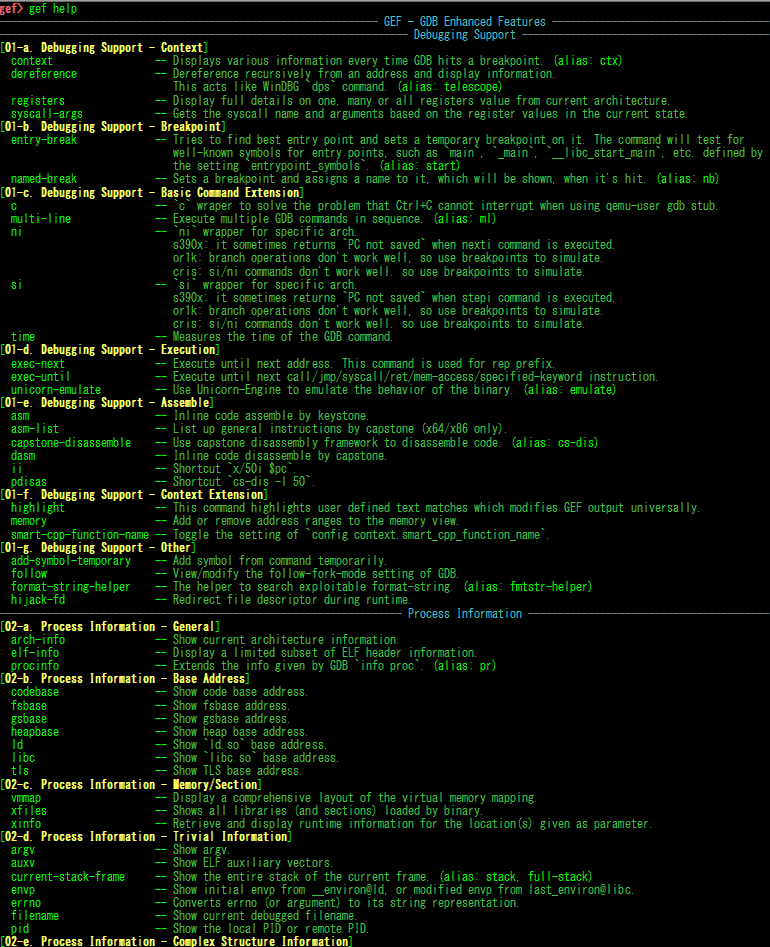 gef> gef help
GEF - GDB Enhanced Features
Debugging Support
[01-a. Debugging Support - Context]
context -- Displays various information every time GDB hits a breakpoint. (alias: ctx)
dereference -- Dereference recursively from an address and display information.
This acts like WinDBG `dps` command. (alias: telescope)
registers -- Display full details on one, many or all registers value from current architecture.
syscall-args -- Gets the syscall name and arguments based on the register values in the current state.
[01-b. Debugging Support - Breakpoint]
entry-break -- Tries to find best entry point and sets a temporary breakpoint on it. The command will test for
well-known symbols for entry points, such as `main`, `_main`, `__libc_start_main`, etc. defined by
the setting `entrypoint_symbols`. (alias: start)
named-break -- Sets a breakpoint and assigns a name to it, which will be shown, when it's hit. (alias: nb)
[01-c. Debugging Support - Basic Command Extension]
c -- `c` wraper to solve the problem that Ctrl+C cannot interrupt when using qemu-user gdb stub.
multi-line -- Execute multiple GDB commands in sequence. (alias: ml)
ni -- `ni` wrapper for specific arch.
s390x: it sometimes returns `PC not saved` when nexti command is executed.
or1k: branch operations don't work well, so use breakpoints to simulate.
cris: si/ni commands don't work well. so use breakpoints to simulate.
si -- `si` wrapper for specific arch.
s390x: it sometimes returns `PC not saved` when stepi command is executed.
or1k: branch operations don't work well, so use breakpoints to simulate.
cris: si/ni commands don't work well. so use breakpoints to simulate.
time -- Measures the time of the GDB command.
[01-d. Debugging Support - Execution]
exec-next -- Execute until next address. This command is used for rep prefix.
exec-until -- Execute until next call/jmp/syscall/ret/mem-access/specified-keyword instruction.
unicorn-emulate -- Use Unicorn-Engine to emulate the behavior of the binary. (alias: emulate)
[01-e. Debugging Support - Assemble]
asm -- Inline code assemble by keystone.
asm-list -- List up general instructions by capstone (x64/x86 only).
capstone-disassemble -- Use capstone disassembly framework to disassemble code. (alias: cs-dis)
dasm -- Inline code disassemble by capstone.
ii -- Shortcut `x/50i $pc`.
pdisas -- Shortcut `cs-dis -l 50`.
[01-f. Debugging Support - Context Extension]
highlight -- This command highlights user defined text matches which modifies GEF output universally.
memory -- Add or remove address ranges to the memory view.
smart-cpp-function-name -- Toggle the setting of `config context.smart_cpp_function_name`.
[01-g. Debugging Support - Other]
add-symbol-temporary -- Add symbol from command temporarily.
follow -- View/modify the follow-fork-mode setting of GDB.
format-string-helper -- The helper to search exploitable format-string. (alias: fmtstr-helper)
hijack-fd -- Redirect file descriptor during runtime.
Process Information
[02-a. Process Information - General]
arch-info -- Show current architecture information.
elf-info -- Display a limited subset of ELF header information.
procinfo -- Extends the info given by GDB `info proc`. (alias: pr)
[02-b. Process Information - Base Address]
codebase -- Show code base address.
fsbase -- Show fsbase address.
gsbase -- Show gsbase address.
heapbase -- Show heap base address.
ld -- Show `ld.so` base address.
libc -- Show `libc.so` base address.
tls -- Show TLS base address.
[02-c. Process Information - Memory/Section]
vmmap -- Display a comprehensive layout of the virtual memory mapping.
xfiles -- Shows all libraries (and sections) loaded by binary.
xinfo -- Retrieve and display runtime information for the location(s) given as parameter.
[02-d. Process Information - Trivial Information]
argv -- Show argv.
auxv -- Show ELF auxiliary vectors.
current-stack-frame -- Show the entire stack of the current frame. (alias: stack, full-stack)
envp -- Show initial envp from __environ@ld, or modified envp from last_environ@libc.
errno -- Converts errno (or argument) to its string representation.
filename -- Show current debugged filename.
pid -- Show the local PID or remote PID.
[02-e. Process Information - Complex Structure Information]